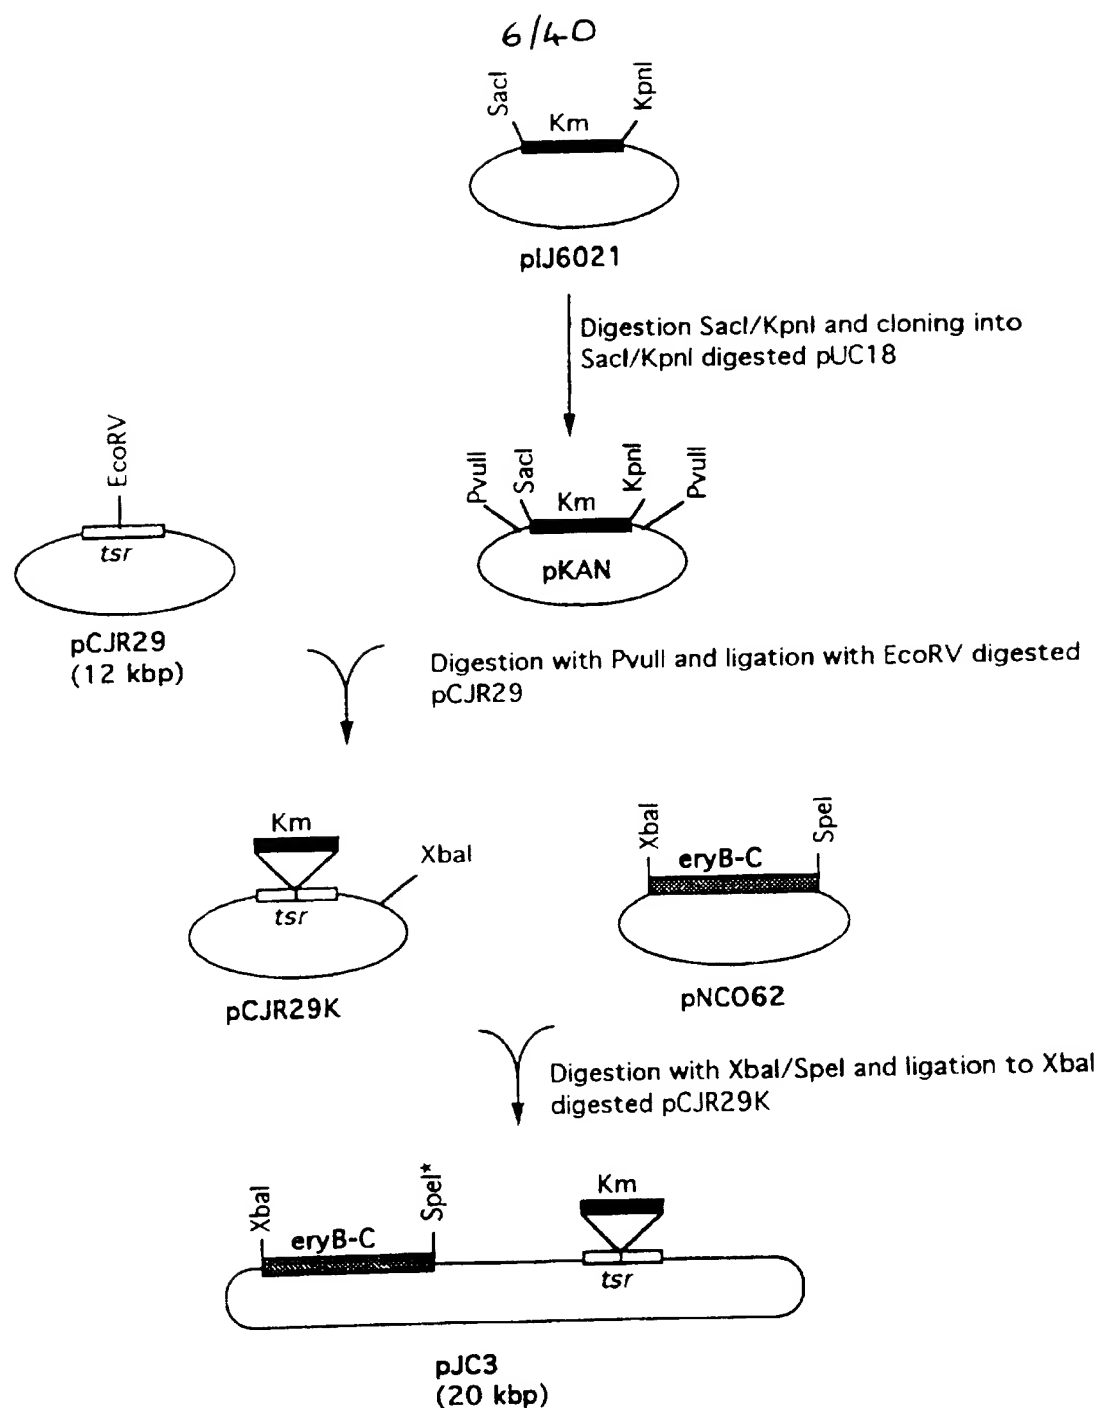 6/40
SacI
Km
KpnI
pIJ6021
Digestion SacI/KpnI and cloning into
SacI/KpnI digested pUC18
EcoRV
tsr
pCJR29
(12 kbp)
PvuII
SacI
Km
KpnI
PvuII
pKAN
Digestion with PvuII and ligation with EcoRV digested
pCJR29
Km
XbaI
tsr
pCJR29K
XbaI
eryB-C
SpeI
pNCO62
Digestion with XbaI/SpeI and ligation to XbaI
digested pCJR29K
XbaI
eryB-C
SpeI*
Km
tsr
pJC3
(20 kbp)